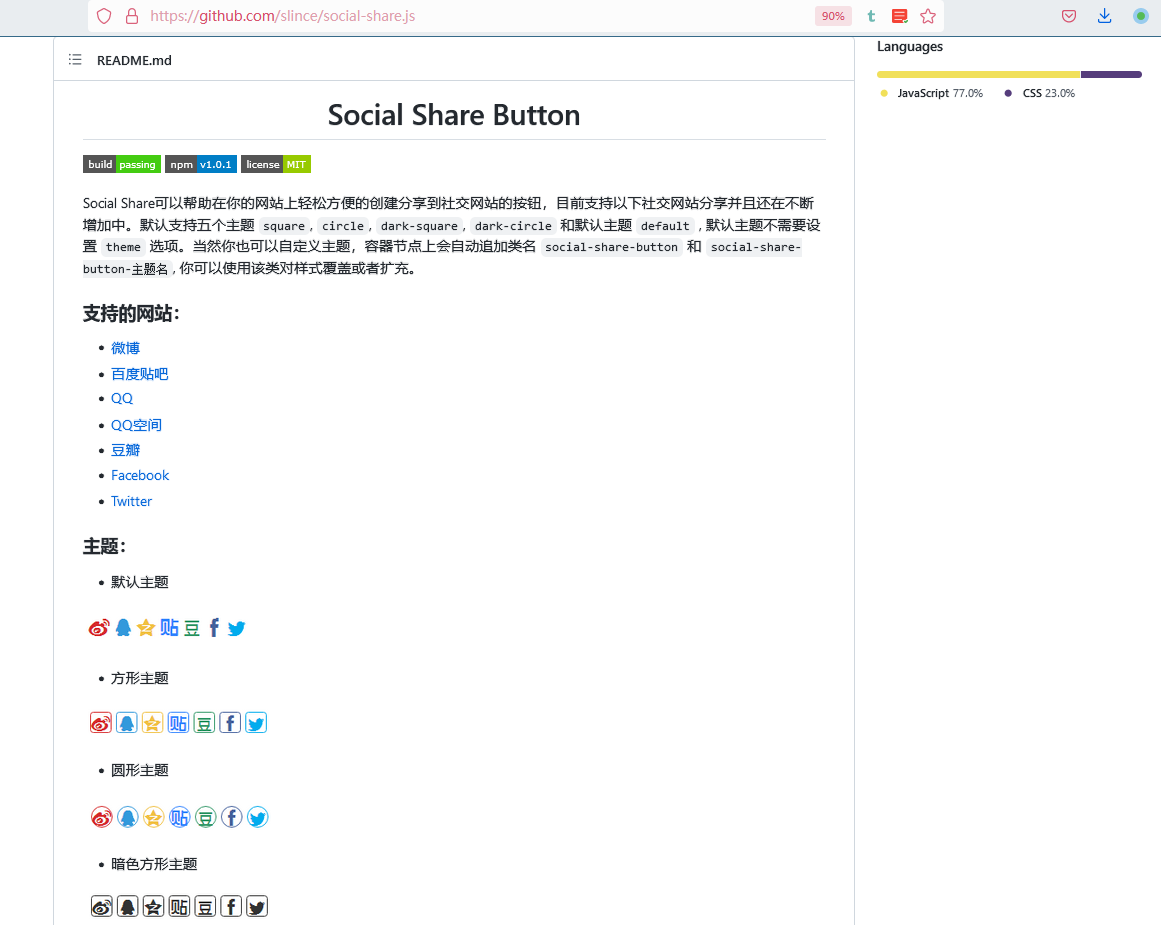 https://github.com/slince/social-share.js
90%
README.md
Social Share Button
build passing npm v1.0.1 license MIT
Social Share可以帮助在你的网站上轻松方便的创建分享到社交网站的按钮，目前支持以下社交网站分享并且还在不断
增加中。默认支持五个主题 square, circle, dark-square, dark-circle 和默认主题 default , 默认主题不需要设
置 theme 选项。当然你也可以自定义主题，容器节点上会自动追加类名 social-share-button 和 social-share-
button-主题名 , 你可以使用该类对样式覆盖或者扩充。
支持的网站：
微博
百度贴吧
QQ
QQ空间
豆瓣
Facebook
Twitter
主题：
默认主题
贴 豆
方形主题
贴 豆
圆形主题
贴 豆
暗色方形主题
贴 豆
Languages
JavaScript 77.0% CSS 23.0%